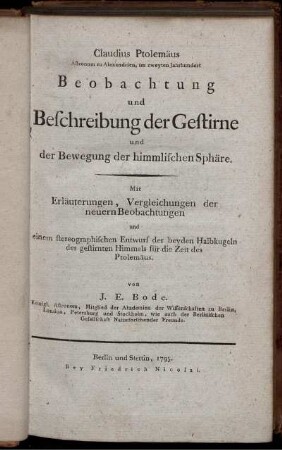 Claudius Ptolemäus
Astronom zu Alexandrien, im zweyten Jahrhundert
Beobachtung
und
Beſchreibung der Geſtirne
und
der Bewegung der himmliſchen Sphäre.
Mit
Erläuterungen, Vergleichungen der
neuern Beobachtungen
und
einem ſtereographiſchen Entwurf der beyden Halbkugeln
des geſtirnten Himmels für die Zeit des
Ptolemäus.
von
J. E. Bode.
Königl. Aſtronom, Mitglied der Akademien der Wiſſenſchaften zu Berlin,
London, Petersburg und Stockholm, wie auch der Berliniſchen
Geſellſchaft Naturforſchender Freunde.
Berlin und Stettin, 1795.
Bey Friedrich Nicolai.